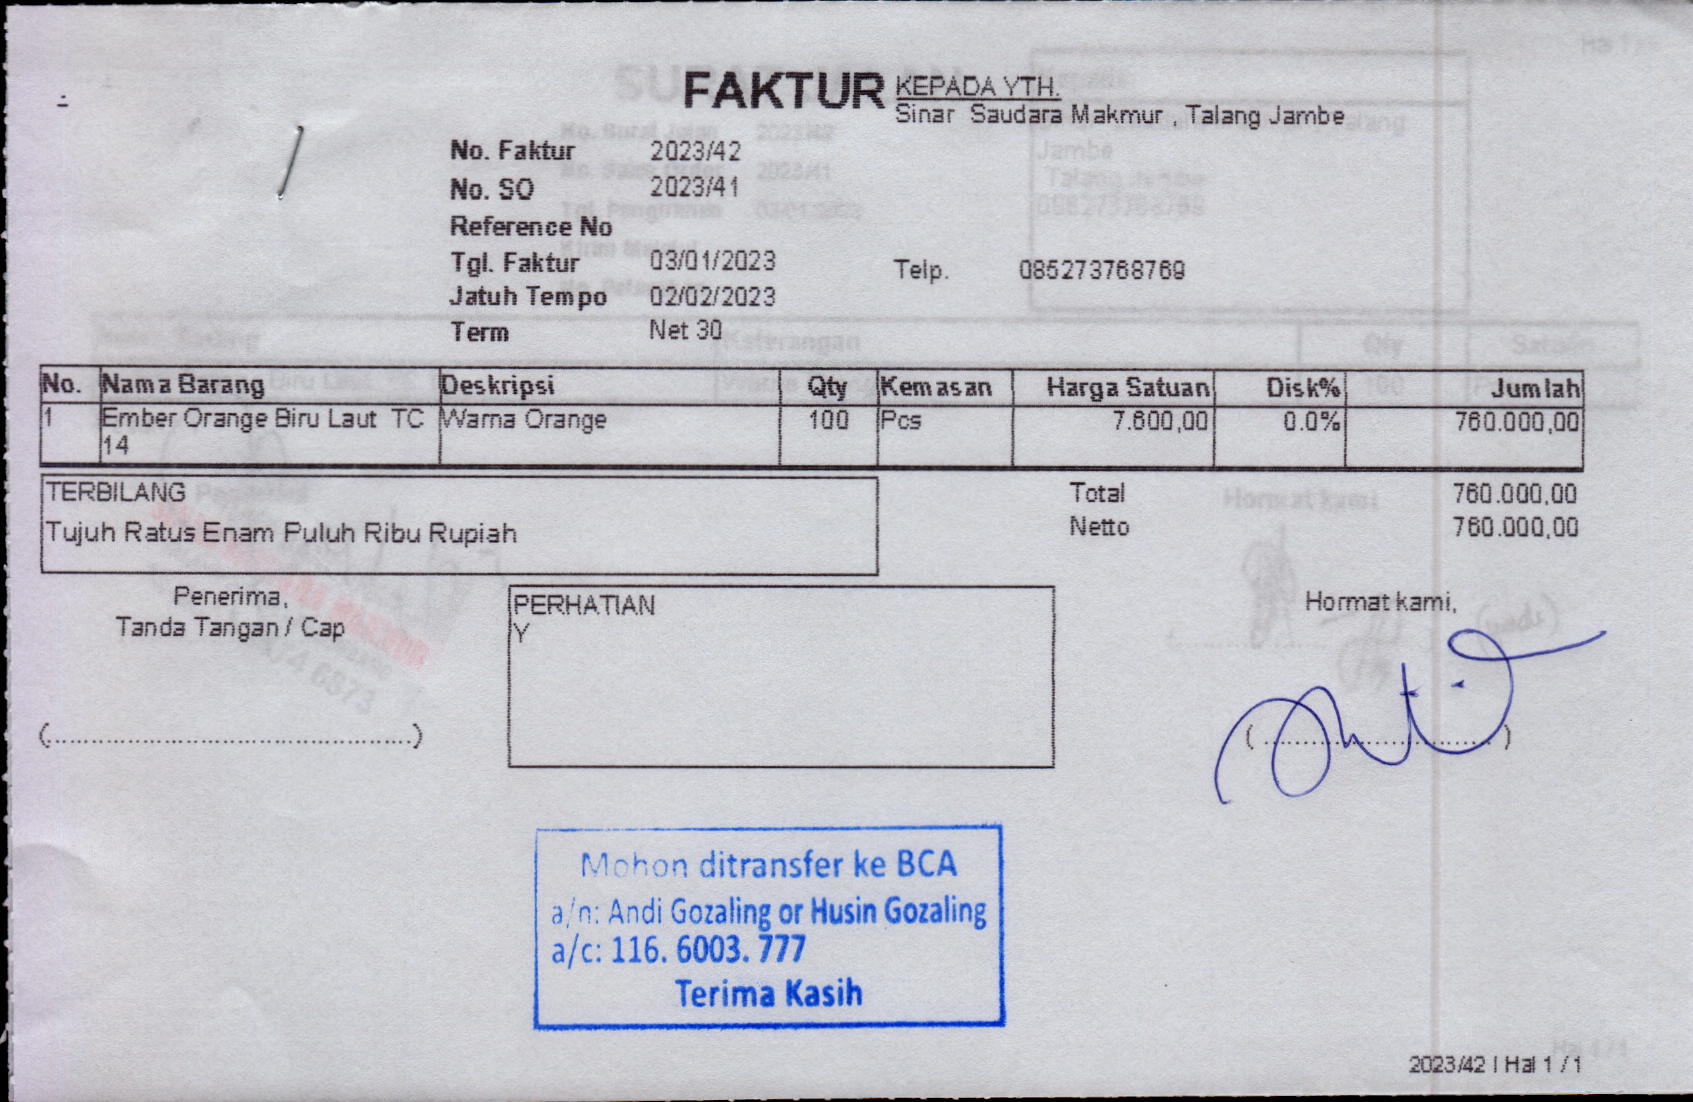 FAKTUR
KEPADA YTH.
Sinar Saudara Makmur , Talang Jambe
No. Faktur 2023/42
No. SO 2023/41
Reference No
Tgl. Faktur 03/01/2023
Telp. 085273768769
Jatuh Tempo 02/02/2023
Term Net 30
No. Nama Barang Deskripsi Qty Kemasan Harga Satuan Disk% Jumlah
1 Ember Orange Biru Laut TC Warna Orange 100 Pcs 7.600,00 0.0% 760.000,00
14
TERBILANG
Tujuh Ratus Enam Puluh Ribu Rupiah
Total 760.000,00
Netto 760.000,00
Penerima,
Tanda Tangan / Cap
(..............................................)
PERHATIAN
Y
Hormat kami,
(..............................)
Mohon ditransfer ke BCA
a/n: Andi Gozaling or Husin Gozaling
a/c: 116. 6003. 777
Terima Kasih
2023/42 | Hal 1 / 1